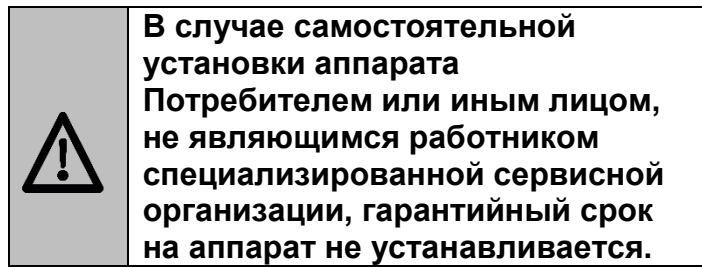 В случае самостоятельной
установки аппарата
Потребителем или иным лицом,
не являющимся работником
специализированной сервисной
организации, гарантийный срок
на аппарат не устанавливается.